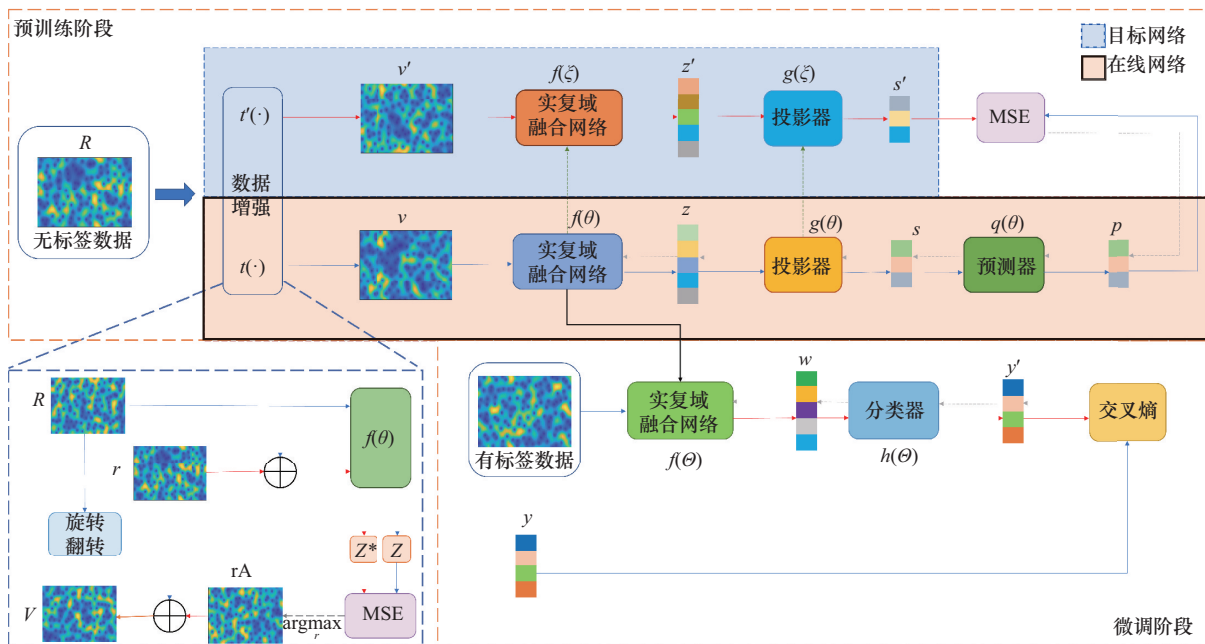 预训练阶段
目标网络
在线网络
v′
f(ξ)
z′
g(ξ)
s′
t′(·)
实复域
融合网络
投影器
MSE
R
无标签数据
数据
增强
v
f(θ)
z
g(θ)
s
q(θ)
p
t(·)
实复域
融合网络
投影器
预测器
R
f(θ)
r
旋转
翻转
Z*
Z
rA
V
argmax
r
MSE
有标签数据
实复域
融合网络
f(Θ)
w
分类器
h(Θ)
y′
交叉熵
y
微调阶段